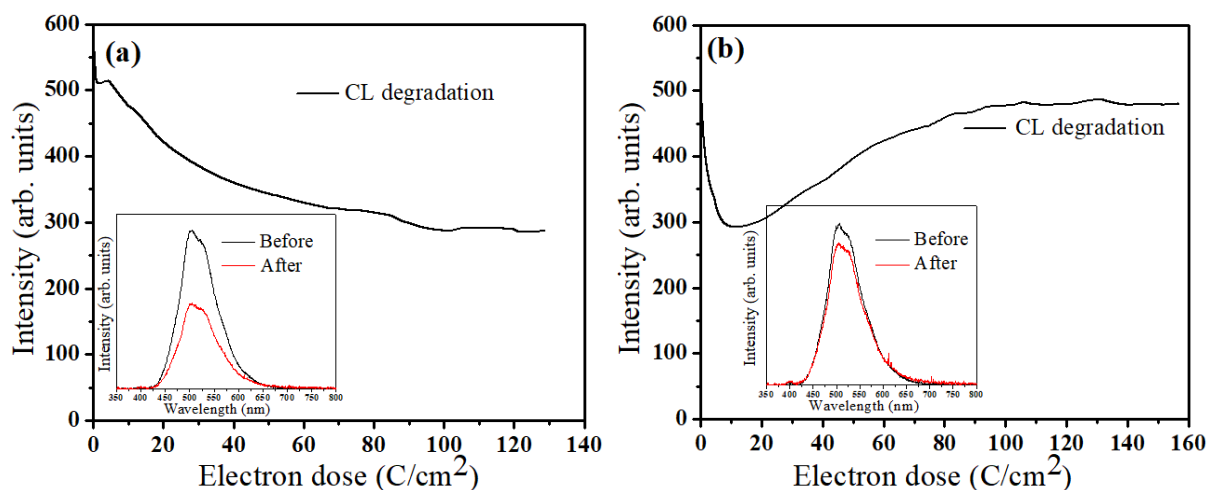 (a)
CL degradation
Intensity (arb. units)
600
500
400
300
200
100
0
0 20 40 60 80 100 120 140
Electron dose (C/cm²)
Before
After
Intensity (arb. units)
350 400 450 500 550 600 650 700 750 800
Wavelength (nm)
(b)
CL degradation
Intensity (arb. units)
600
500
400
300
200
100
0
0 20 40 60 80 100 120 140 160
Electron dose (C/cm²)
Before
After
Intensity (arb. units)
350 400 450 500 550 600 650 700 750 800
Wavelength (nm)